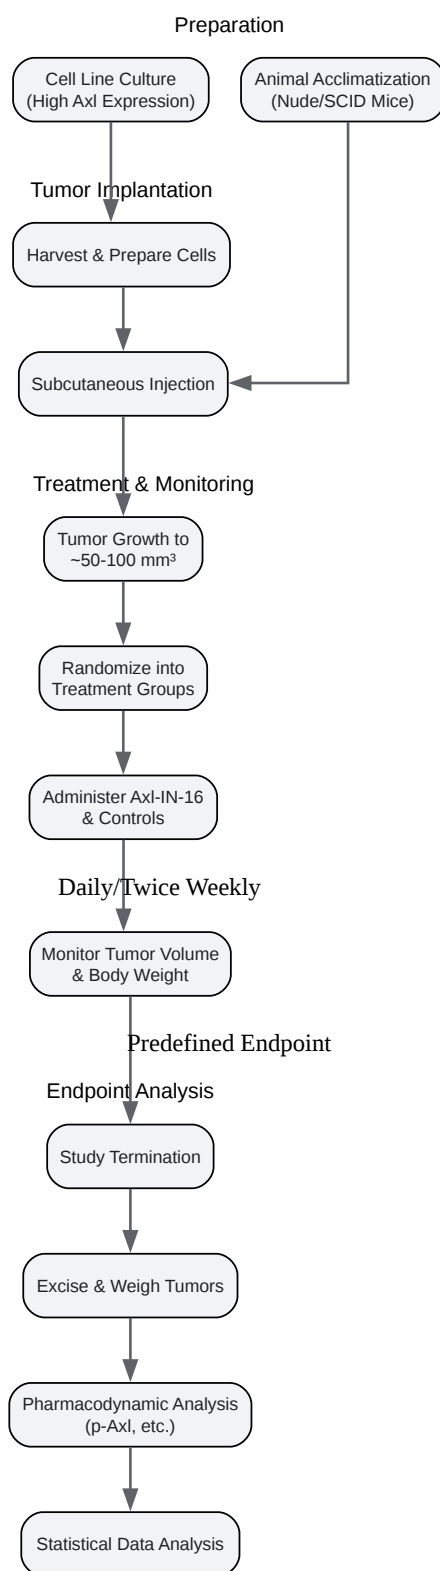 Preparation
Cell Line Culture
(High Axl Expression)
Animal Acclimatization
(Nude/SCID Mice)
Tumor Implantation
Harvest & Prepare Cells
Subcutaneous Injection
Treatment & Monitoring
Tumor Growth to
~50-100 mm³
Randomize into
Treatment Groups
Administer Axl-IN-16
& Controls
Daily/Twice Weekly
Monitor Tumor Volume
& Body Weight
Predefined Endpoint
Endpoint Analysis
Study Termination
Excise & Weigh Tumors
Pharmacodynamic Analysis
(p-Axl, etc.)
Statistical Data Analysis